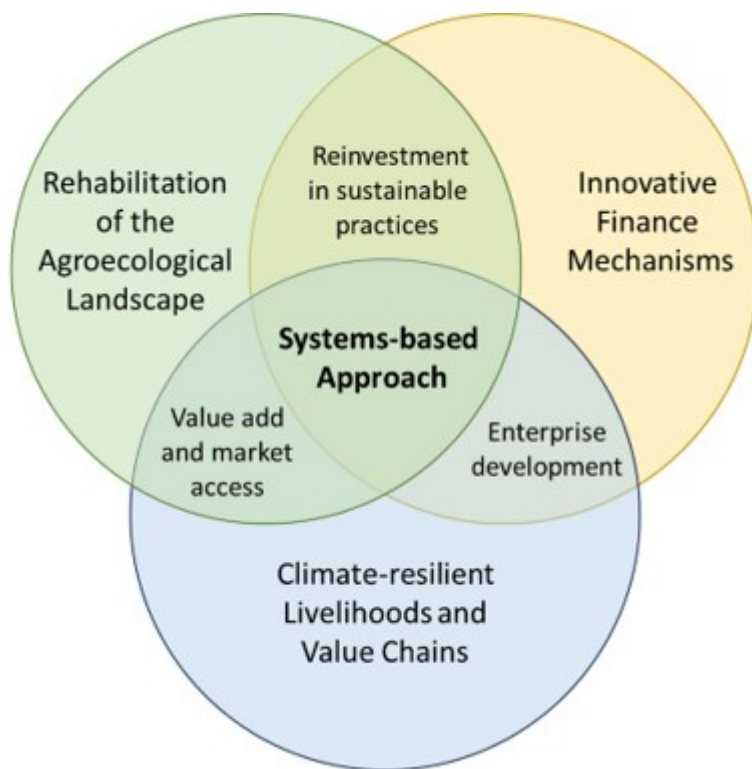 Rehabilitation
of the
Agroecological
Landscape
Reinvestment
in sustainable
practices
Innovative
Finance
Mechanisms
Systems-based
Approach
Value add
and market
access
Enterprise
development
Climate-resilient
Livelihoods and
Value Chains